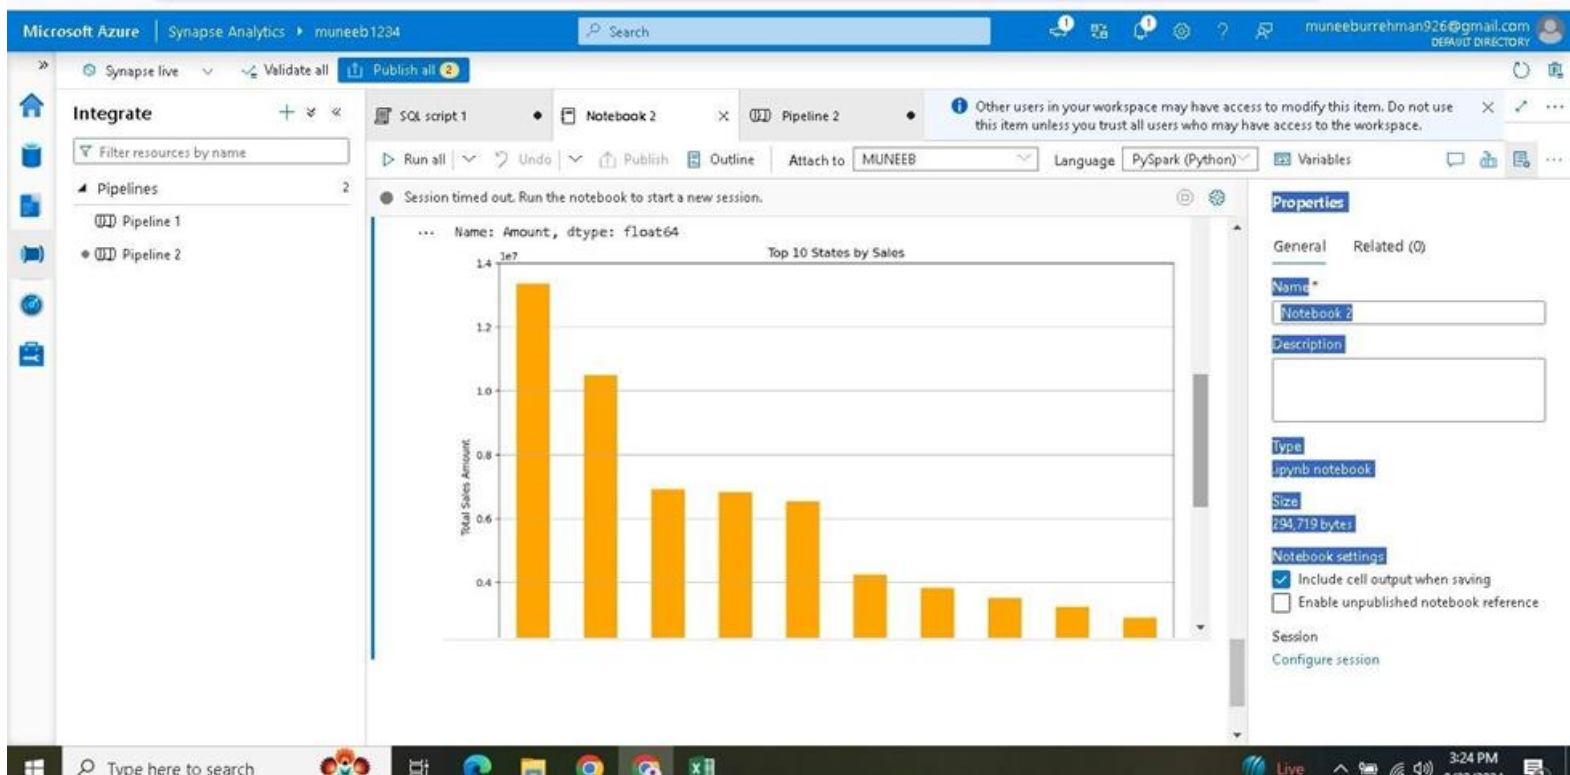 Microsoft Azure | Synapse Analytics ▸ muneeb1234
Search
1
1
muneeburrehman926@gmail.com
DEFAULT DIRECTORY
Synapse live
Validate all
Publish all 2
Integrate
Filter resources by name
Pipelines 2
Pipeline 1
Pipeline 2
SQL script 1
Notebook 2
Pipeline 2
Other users in your workspace may have access to modify this item. Do not use
this item unless you trust all users who may have access to the workspace.
Run all
Undo
Publish
Outline
Attach to MUNEEB
Language PySpark (Python)
Variables
Session timed out. Run the notebook to start a new session.
... Name: Amount, dtype: float64
Top 10 States by Sales
1e7
1.4
1.2
1.0
0.8
0.6
0.4
Total Sales Amount
Properties
General Related (0)
Name*
Notebook 2
Description
Type
.ipynb notebook
Size
294,719 bytes
Notebook settings
Include cell output when saving
Enable unpublished notebook reference
Session
Configure session
Type here to search
Live
3:24 PM